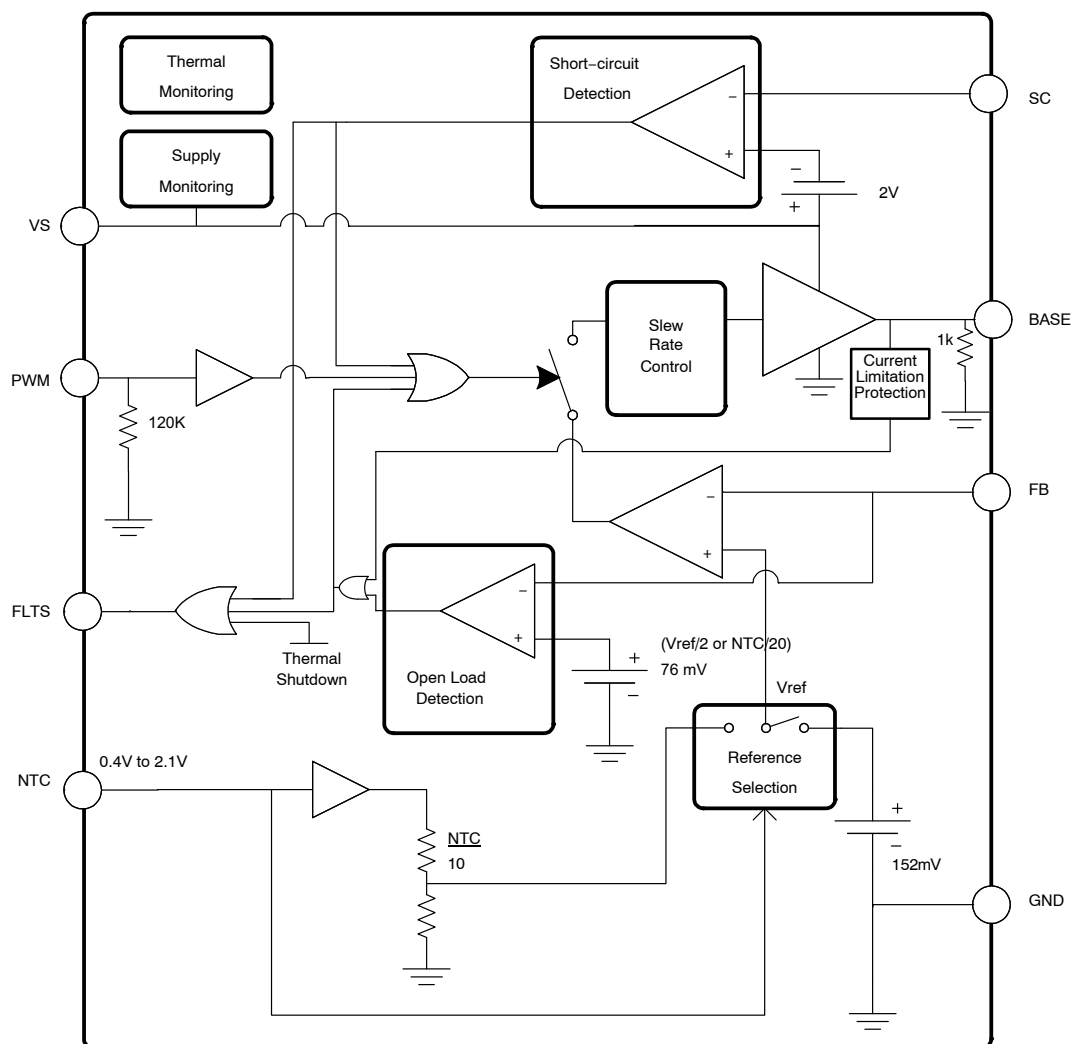 Thermal
Monitoring
Short−circuit
Detection
−
+
SC
Supply
Monitoring
−
+
2V
VS
Slew
Rate
Control
BASE
1k
Current
Limitation
Protection
PWM
120K
FB
−
+
FLTS
−
+
Thermal
Shutdown
Open Load
Detection
(Vref/2 or NTC/20)
+
76 mV
−
Vref
Reference
Selection
NTC
0.4V to 2.1V
NTC
10
+
−
152mV
GND